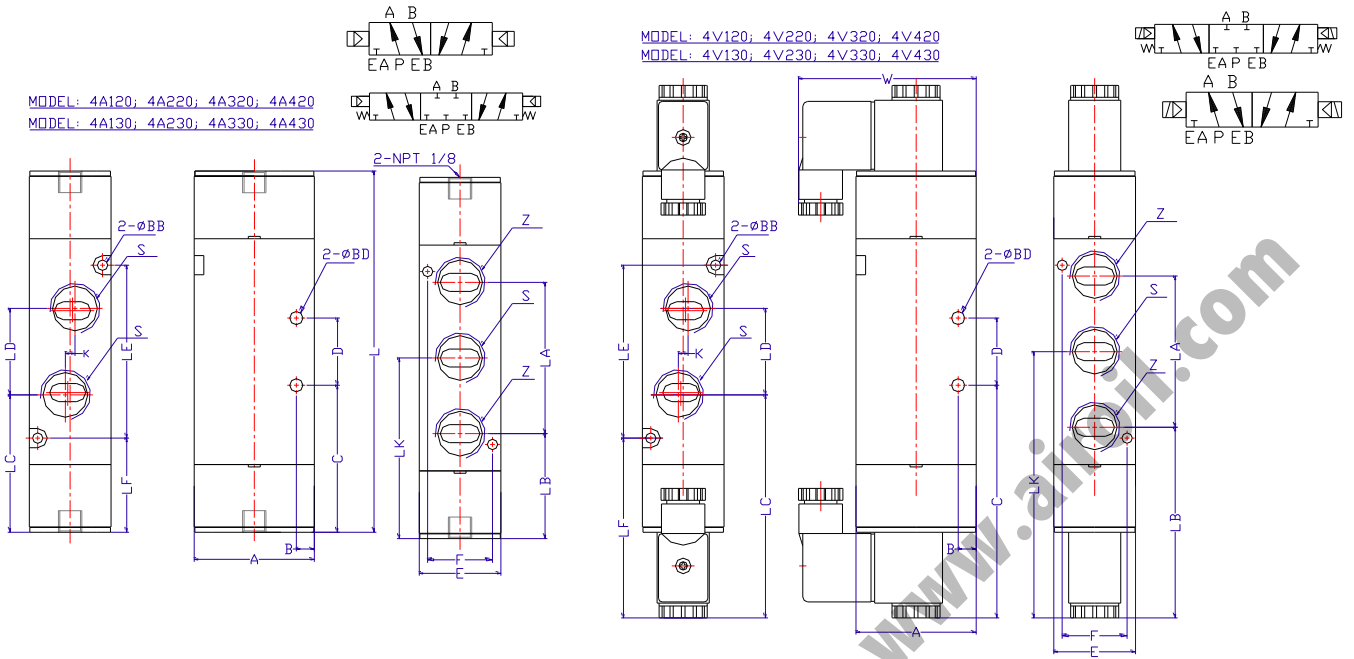 A B
EA P EB
A B
EA P EB
MODEL: 4A120; 4A220; 4A320; 4A420
MODEL: 4A130; 4A230; 4A330; 4A430
2-NPT 1/8
2-øBB
S
S
K
LD
LE
LC
LF
2-øBD
D
L
C
B
A
Z
S
Z
LA
LK
LB
F
E
MODEL: 4V120; 4V220; 4V320; 4V420
MODEL: 4V130; 4V230; 4V330; 4V430
A B
EA P EB
A B
EA P EB
W
2-øBB
S
S
K
LE
LD
LF
LC
2-øBD
D
C
B
A
Z
S
Z
LA
LK
LB
F
E
www.airoil.com